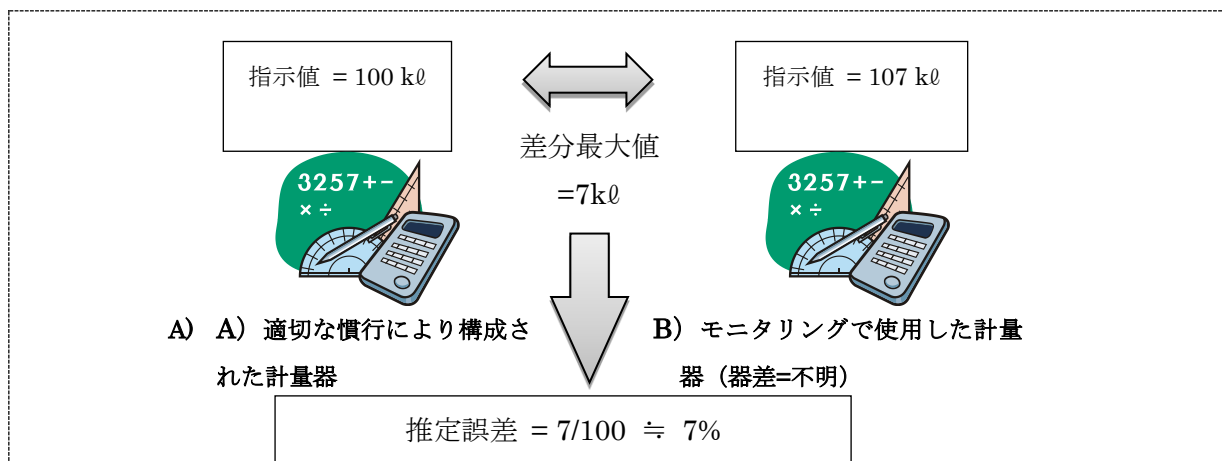 指示値 = 100 kℓ
指示値 = 107 kℓ
差分最大値
=7kℓ
3257+−
× ÷
3257+−
× ÷
A) A）適切な慣行により構成さ
れた計量器
B）モニタリングで使用した計量
器（器差=不明）
推定誤差 = 7/100 ≒ 7%